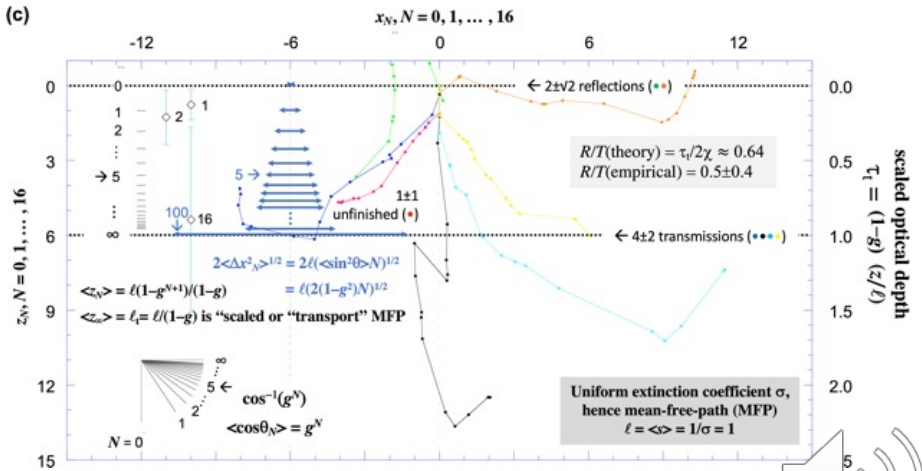 (c)
x_N, N = 0, 1, … , 16
-12 -6 0 6 12
z_N, N = 0, 1, … , 16
0
3
6
9
12
15
0
1
2
⋮
→ 5
⋮
∞
2
1
16
100
5 →
← 2±√2 reflections (••)
R/T(theory) = τ_t/2χ ≈ 0.64
R/T(empirical) = 0.5±0.4
1±1
unfinished (•)
← 4±2 transmissions (••••)
2<Δx²_N>^1/2 = 2ℓ(<sin²θ>N)^1/2
= ℓ(2(1-g²)N)^1/2
<z_N> = ℓ(1-g^N+1)/(1-g)
<z_∞> = ℓ_t= ℓ/(1-g) is “scaled or “transport” MFP
∞
5 ←
2
1
N = 0
cos⁻¹(g^N)
<cosθ_N> = g^N
Uniform extinction coefficient σ,
hence mean-free-path (MFP)
ℓ = <s> = 1/σ = 1
0.0
0.5
1.0
1.5
2.0
scaled optical depth
τ_t = (1-g) (z/ℓ)